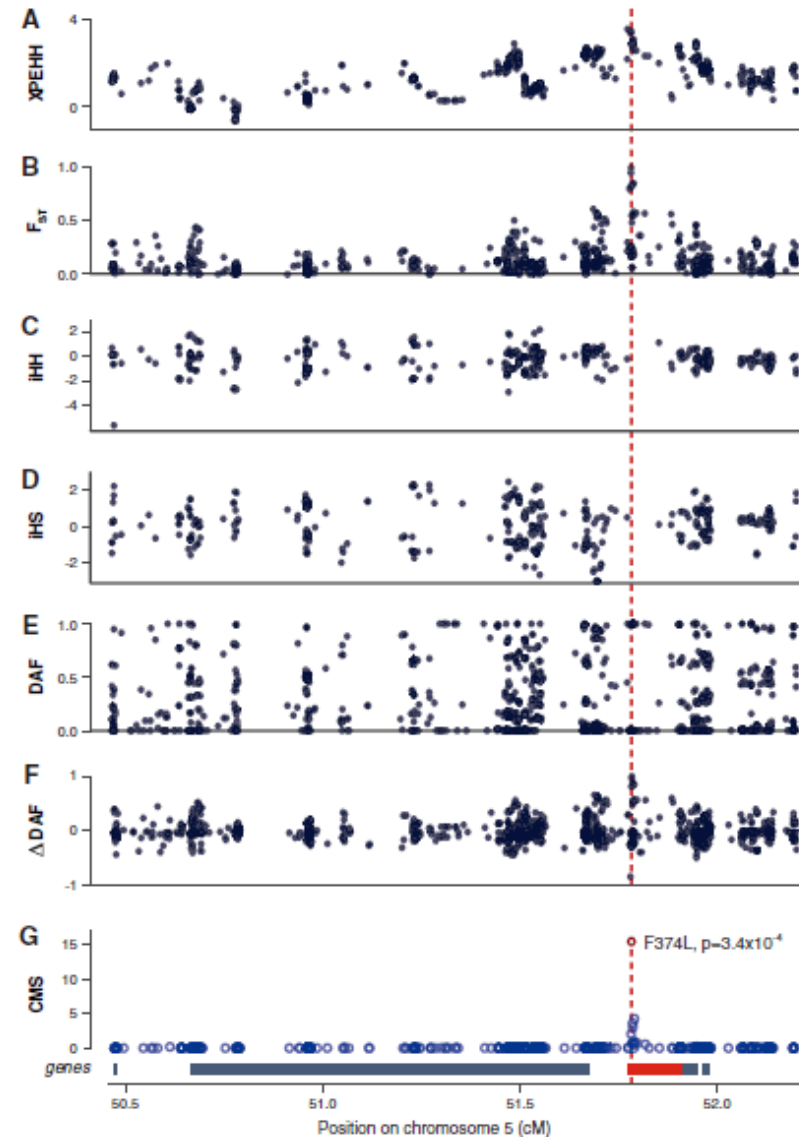 A
XPEHH
4
0
B
F_ST
1.0
0.5
0.0
C
iHH
2
0
-2
-4
D
iHS
2
0
-2
E
DAF
1.0
0.5
0.0
F
Δ DAF
1
0
-1
G
CMS
15
10
5
0
F374L, p=3.4x10⁻⁴
genes
50.5 51.0 51.5 52.0
Position on chromosome 5 (cM)